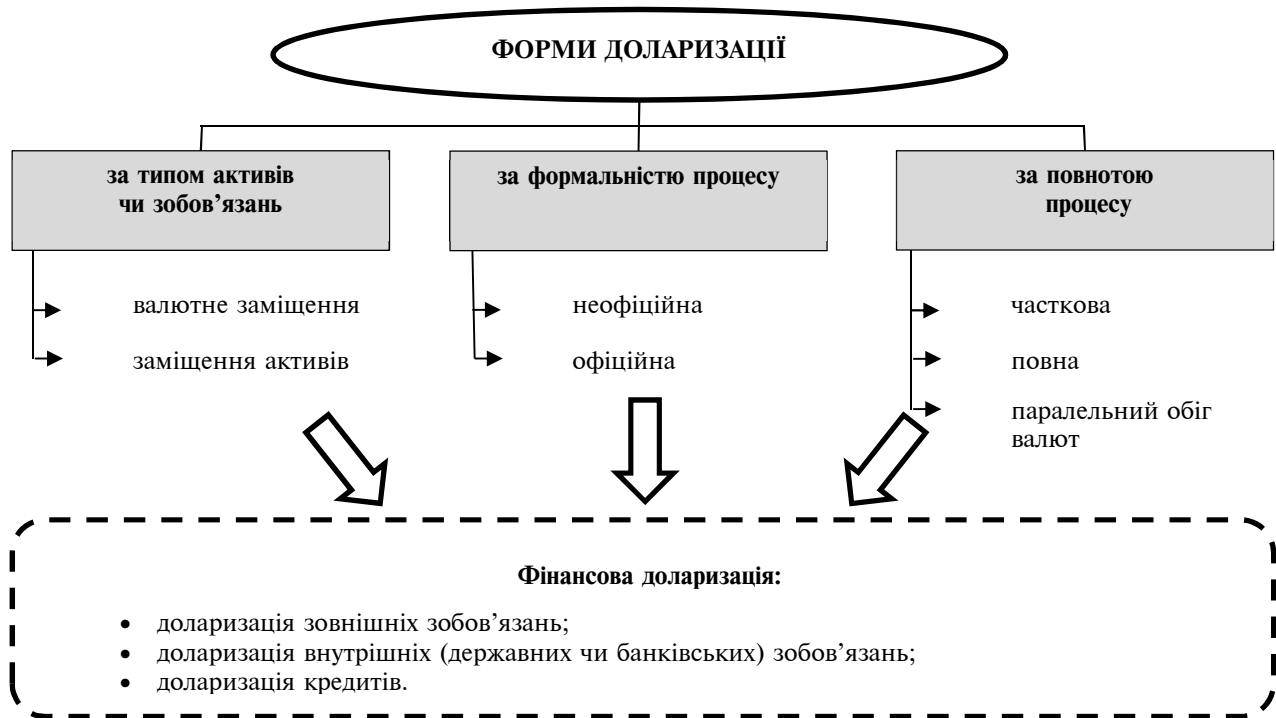 ФОРМИ ДОЛАРИЗАЦІЇ
за типом активів
чи зобов’язань
валютне заміщення
заміщення активів
за формальністю процесу
неофіційна
офіційна
за повнотою
процесу
часткова
повна
паралельний обіг
валют
Фінансова доларизація:
• доларизація зовнішніх зобов’язань;
• доларизація внутрішніх (державних чи банківських) зобов’язань;
• доларизація кредитів.